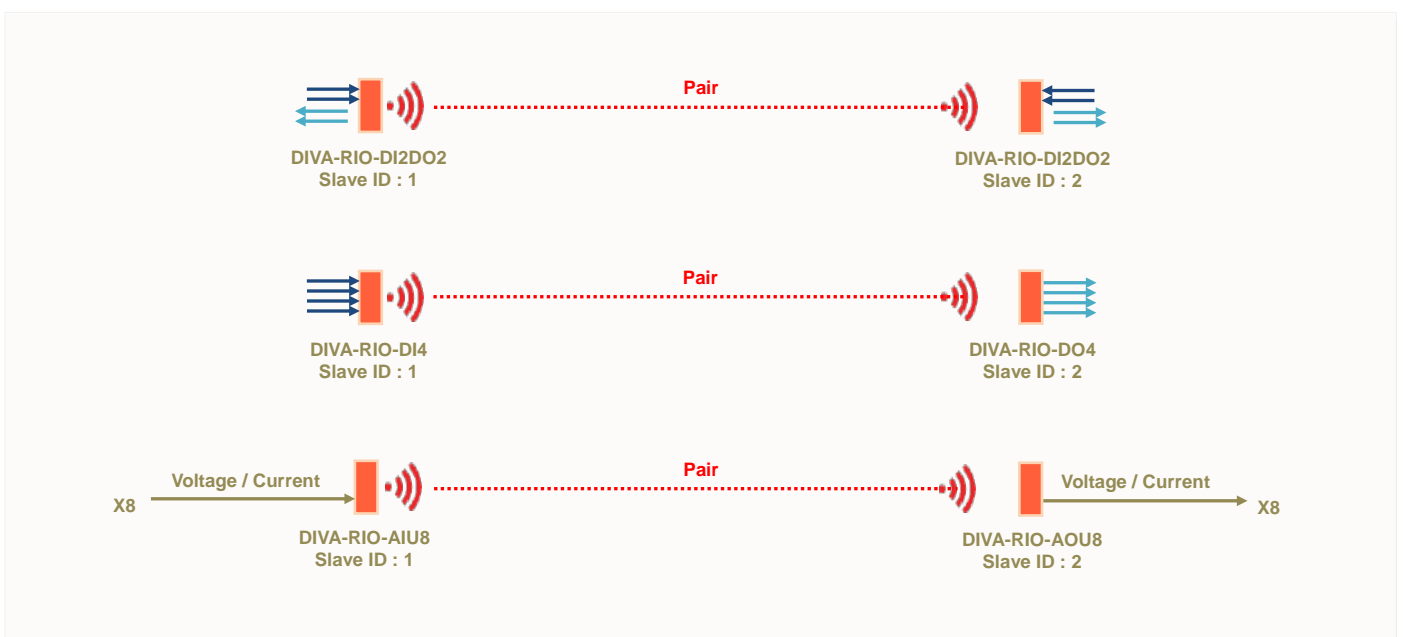 Pair
DIVA-RIO-DI2DO2
Slave ID : 1
DIVA-RIO-DI2DO2
Slave ID : 2
Pair
DIVA-RIO-DI4
Slave ID : 1
DIVA-RIO-DO4
Slave ID : 2
Pair
Voltage / Current
X8
DIVA-RIO-AIU8
Slave ID : 1
Voltage / Current
X8
DIVA-RIO-AOU8
Slave ID : 2